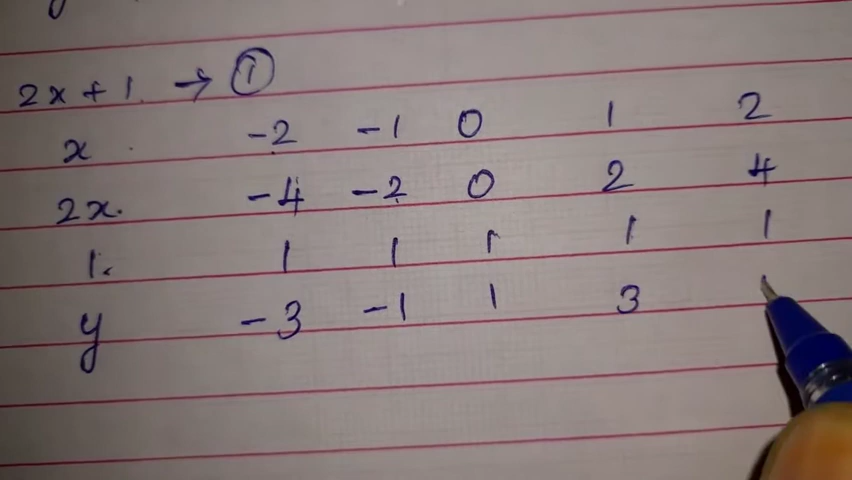 2x + 1 → ①
x -2 -1 0 1 2
2x -4 -2 0 2 4
1 1 1 1 1 1
y -3 -1 1 3